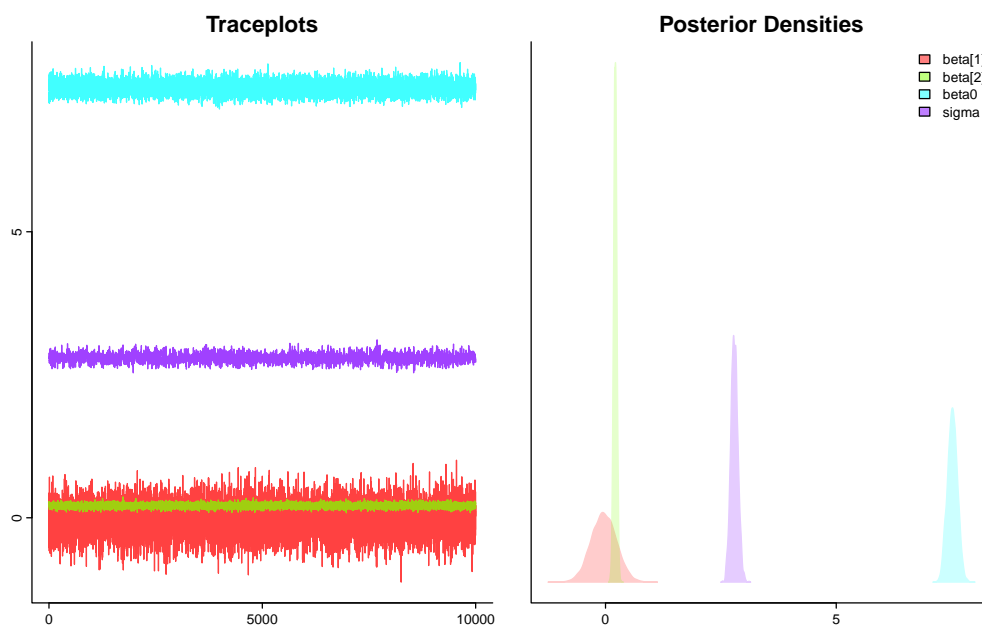 Traceplots
5
0
0 5000 10000
Posterior Densities
beta[1]
beta[2]
beta0
sigma
0 5